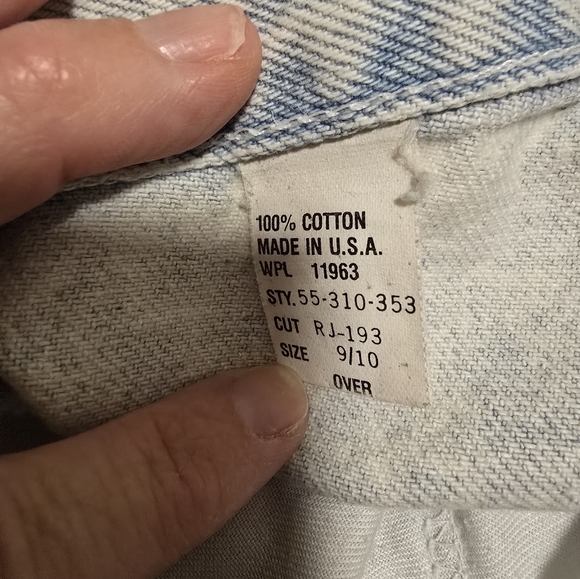 100% COTTON
MADE IN U.S.A.
WPL 11963
STY. 55-310-353
CUT RJ-193
SIZE 9/10
OVER